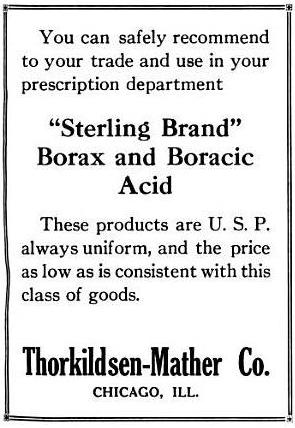 You can safely recommend
to your trade and use in your
prescription department
"Sterling Brand"
Borax and Boracic
Acid
These products are U. S. P.
always uniform, and the price
as low as is consistent with this
class of goods.
Thorkildsen-Mather Co.
CHICAGO, ILL.